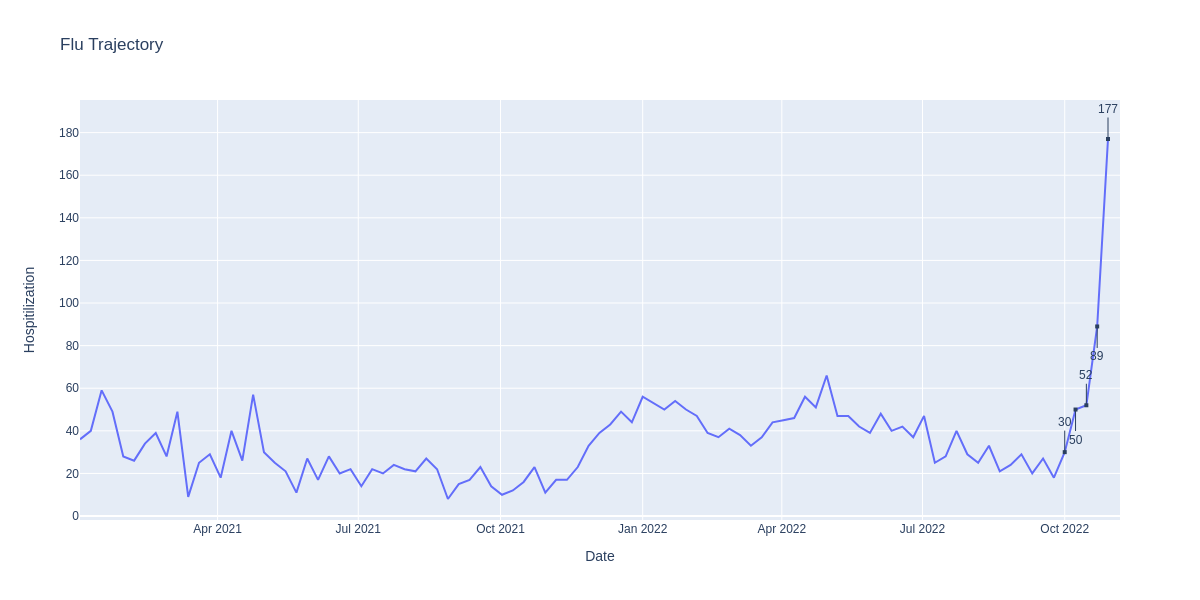 Flu Trajectory
177
180
160
140
120
100
80
60
40
20
0
89
52
30
50
Hospitilization
Apr 2021
Jul 2021
Oct 2021
Jan 2022
Apr 2022
Jul 2022
Oct 2022
Date